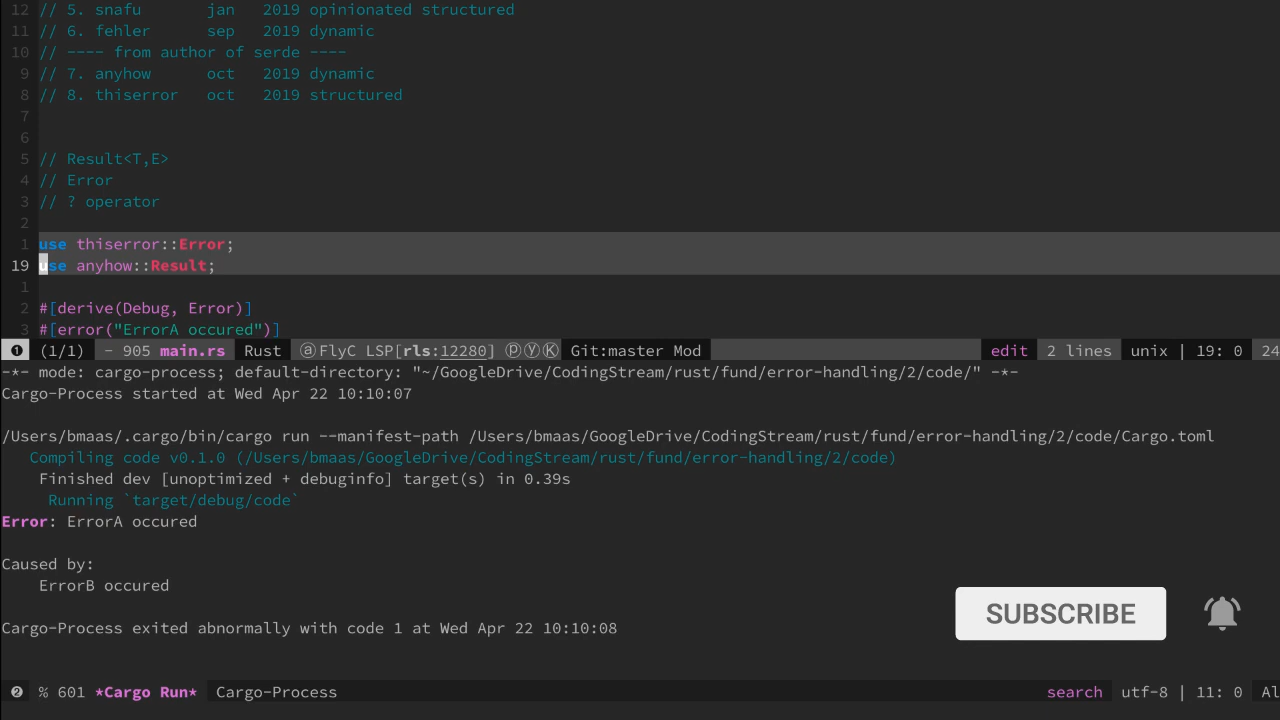 12 // 5. snafu jan 2019 opinionated structured
11 // 6. fehler sep 2019 dynamic
10 // ---- from author of serde ----
9 // 7. anyhow oct 2019 dynamic
8 // 8. thiserror oct 2019 structured
7
6
5 // Result<T,E>
4 // Error
3 // ? operator
2
1 use thiserror::Error;
19 use anyhow::Result;
1
2 #[derive(Debug, Error)]
3 #[error("ErrorA occured")]
❶ (1/1) - 905 main.rs Rust ⓐFlyC LSP[rls:12280] ⓟⓎⓀ Git:master Mod edit 2 lines unix | 19: 0 24
-*- mode: cargo-process; default-directory: "~/GoogleDrive/CodingStream/rust/fund/error-handling/2/code/" -*-
Cargo-Process started at Wed Apr 22 10:10:07
/Users/bmaas/.cargo/bin/cargo run --manifest-path /Users/bmaas/GoogleDrive/CodingStream/rust/fund/error-handling/2/code/Cargo.toml
Compiling code v0.1.0 (/Users/bmaas/GoogleDrive/CodingStream/rust/fund/error-handling/2/code)
Finished dev [unoptimized + debuginfo] target(s) in 0.39s
Running `target/debug/code`
Error: ErrorA occured
Caused by:
ErrorB occured
SUBSCRIBE
Cargo-Process exited abnormally with code 1 at Wed Apr 22 10:10:08
❷ % 601 *Cargo Run* Cargo-Process search utf-8 | 11: 0 Al